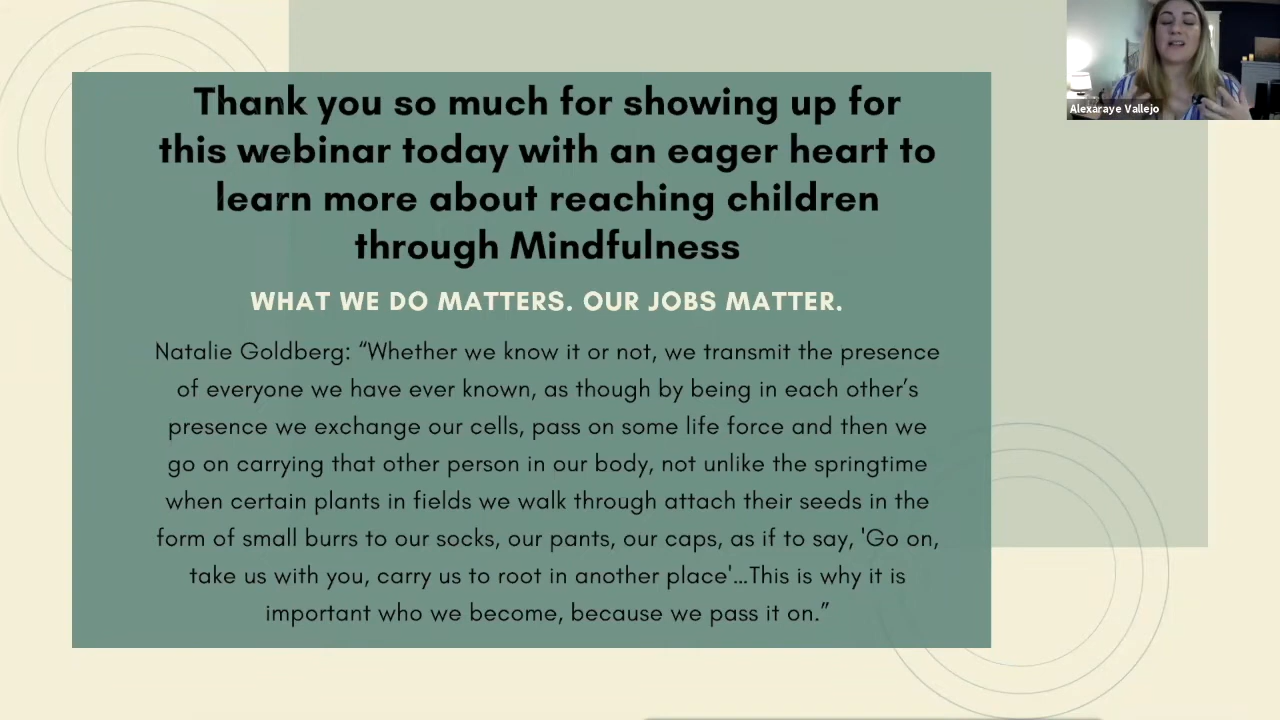 Thank you so much for showing up for
this webinar today with an eager heart to
learn more about reaching children
through Mindfulness
WHAT WE DO MATTERS. OUR JOBS MATTER.
Natalie Goldberg: “Whether we know it or not, we transmit the presence
of everyone we have ever known, as though by being in each other’s
presence we exchange our cells, pass on some life force and then we
go on carrying that other person in our body, not unlike the springtime
when certain plants in fields we walk through attach their seeds in the
form of small burrs to our socks, our pants, our caps, as if to say, 'Go on,
take us with you, carry us to root in another place'...This is why it is
important who we become, because we pass it on.”
Alexaraye Vallejo